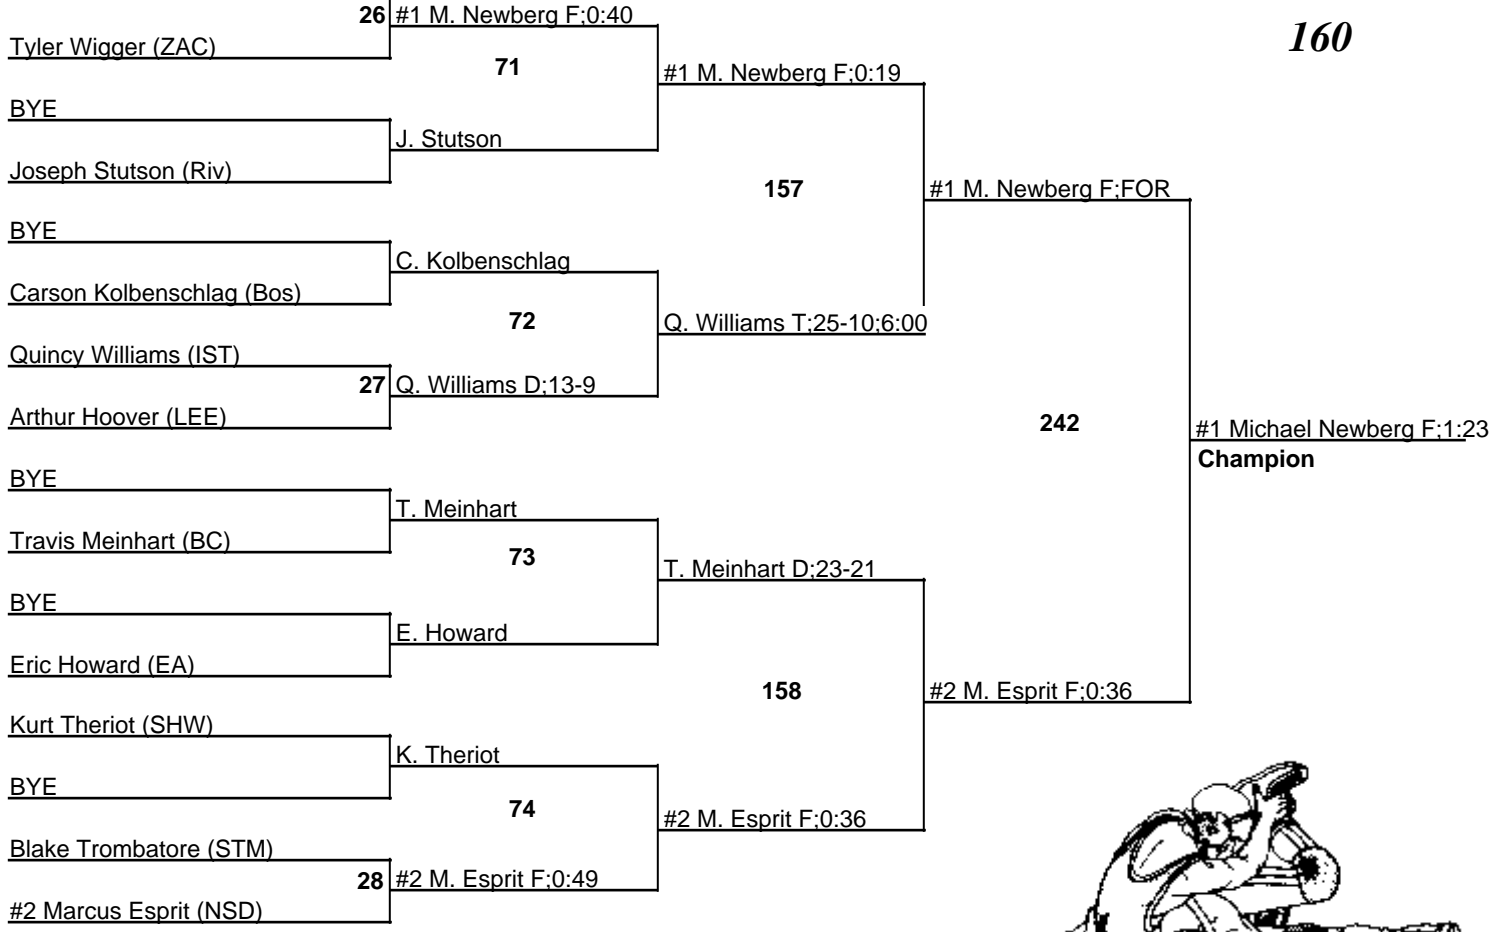 26 #1 M. Newberg F;0:40
160
Tyler Wigger (ZAC)
71
#1 M. Newberg F;0:19
BYE
J. Stutson
Joseph Stutson (Riv)
157
#1 M. Newberg F;FOR
BYE
C. Kolbenschlag
Carson Kolbenschlag (Bos)
72
Q. Williams T;25-10;6:00
Quincy Williams (IST)
27 Q. Williams D;13-9
Arthur Hoover (LEE)
242
#1 Michael Newberg F;1:23
Champion
BYE
T. Meinhart
Travis Meinhart (BC)
73
T. Meinhart D;23-21
BYE
E. Howard
Eric Howard (EA)
158
#2 M. Esprit F;0:36
Kurt Theriot (SHW)
K. Theriot
BYE
74
#2 M. Esprit F;0:36
Blake Trombatore (STM)
28 #2 M. Esprit F;0:49
#2 Marcus Esprit (NSD)